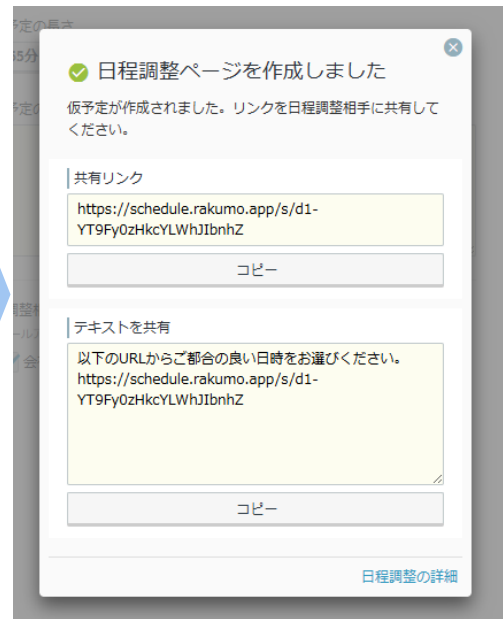 予定の長さ
日程調整ページを作成しました
仮予定が作成されました。リンクを日程調整相手に共有して
ください。
共有リンク
https://schedule.rakumo.app/s/d1-
YT9Fy0zHkcYLWhJIbnhZ
コピー
テキストを共有
以下のURLからご都合の良い日時をお選びください。
https://schedule.rakumo.app/s/d1-
YT9Fy0zHkcYLWhJIbnhZ
コピー
日程調整の詳細